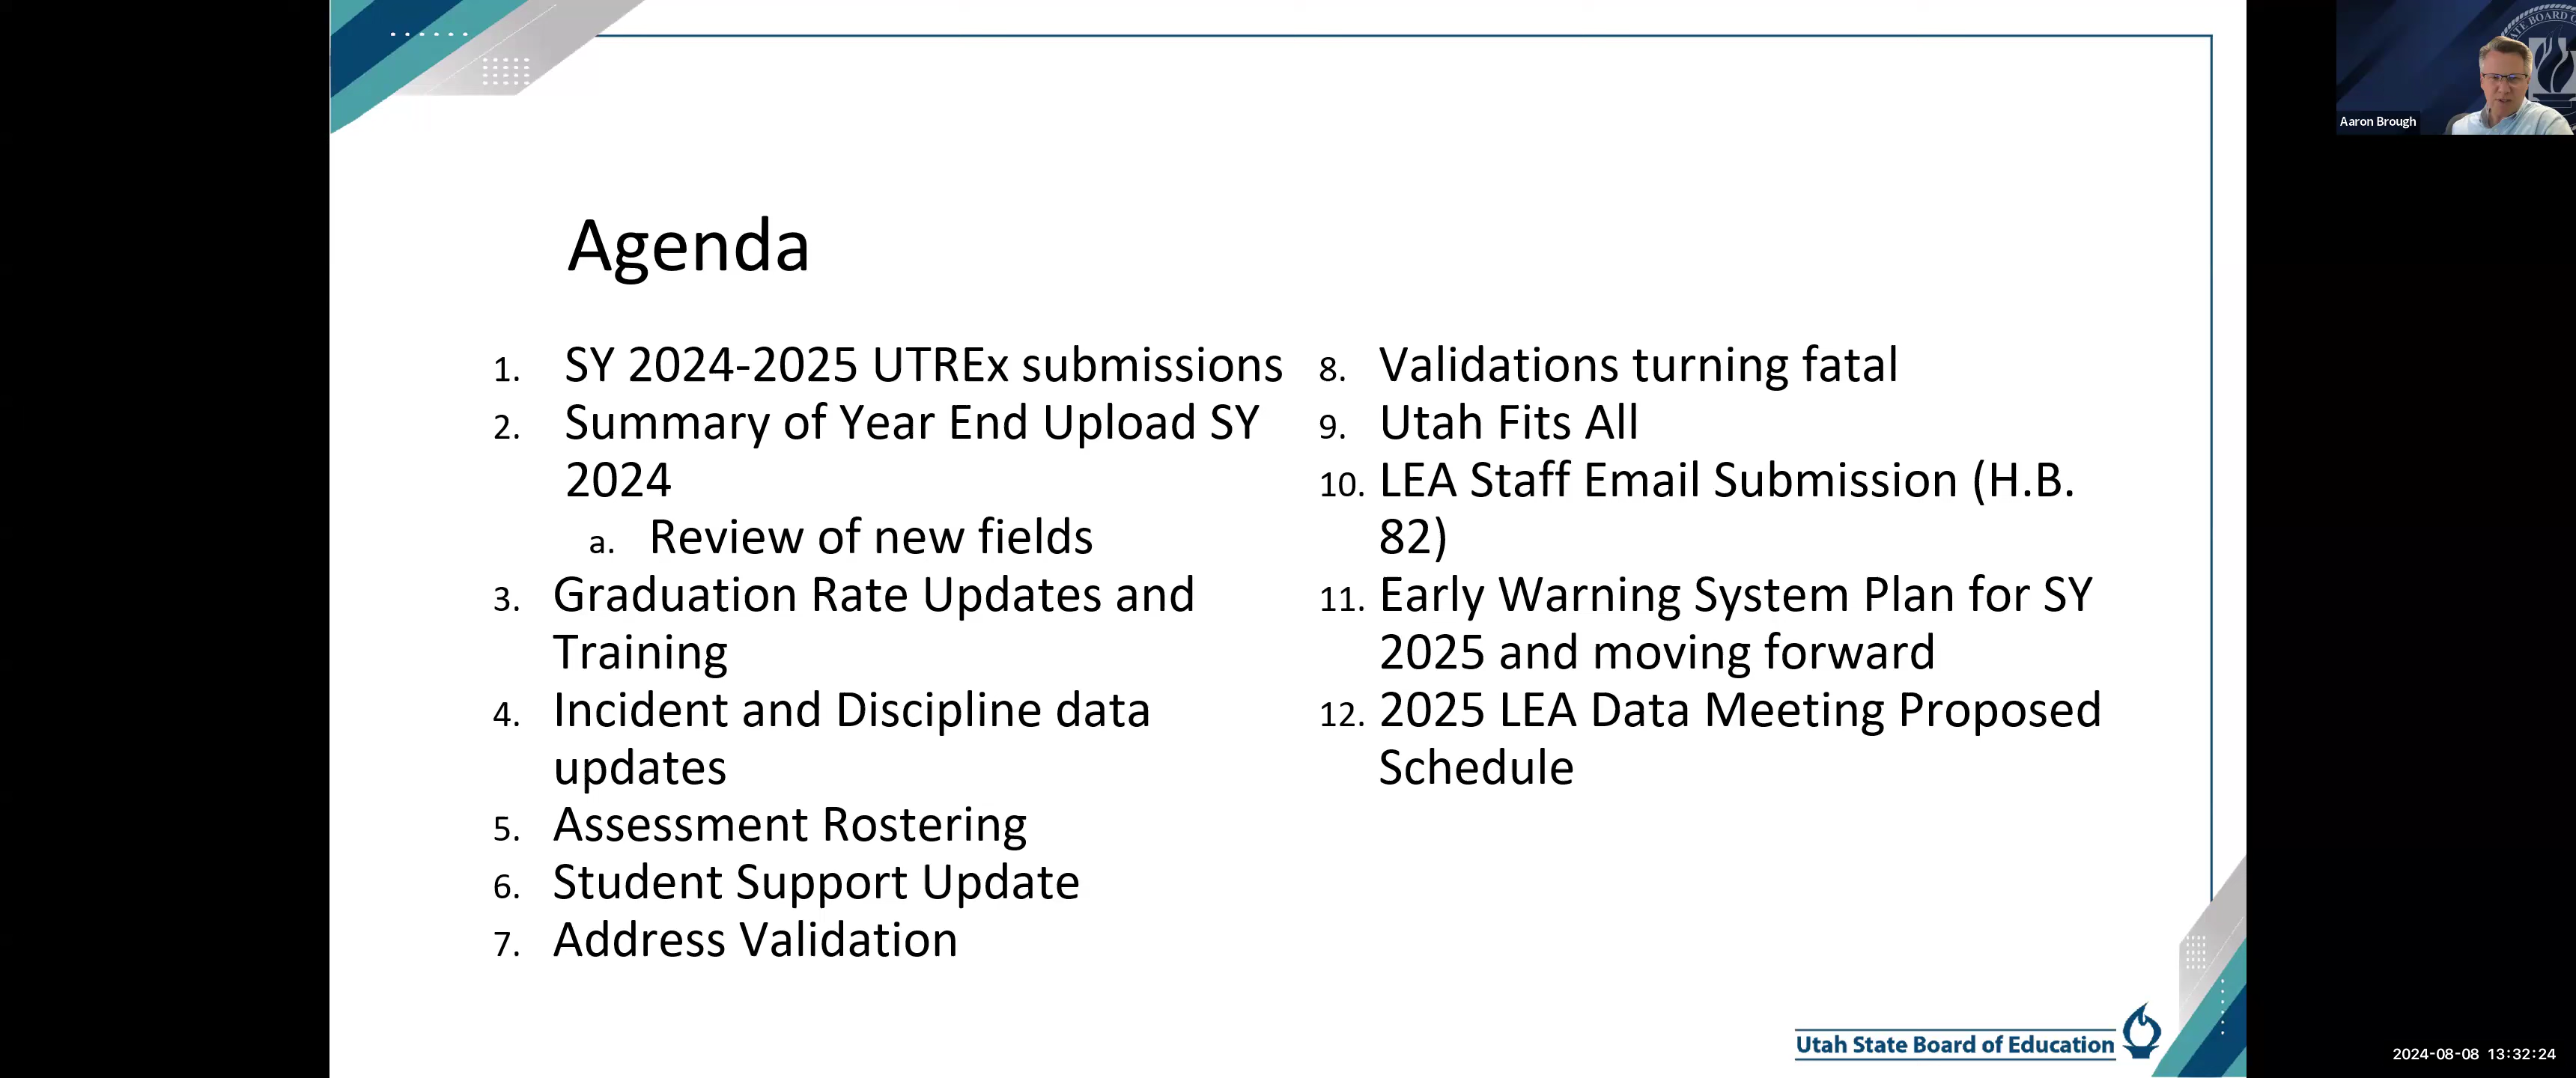 Agenda
1. SY 2024-2025 UTREx submissions
2. Summary of Year End Upload SY
2024
a. Review of new fields
3. Graduation Rate Updates and
Training
4. Incident and Discipline data
updates
5. Assessment Rostering
6. Student Support Update
7. Address Validation
8. Validations turning fatal
9. Utah Fits All
10. LEA Staff Email Submission (H.B.
82)
11. Early Warning System Plan for SY
2025 and moving forward
12. 2025 LEA Data Meeting Proposed
Schedule
Utah State Board of Education
ATE BOARD O
Aaron Brough
2024-08-08 13:32:24